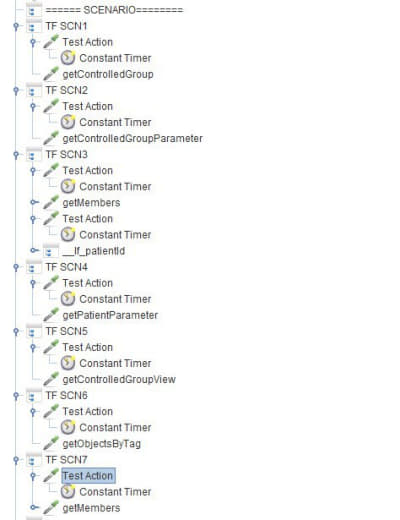 ====== SCENARIO========
TF SCN1
Test Action
Constant Timer
getControlledGroup
TF SCN2
Test Action
Constant Timer
getControlledGroupParameter
TF SCN3
Test Action
Constant Timer
getMembers
Test Action
Constant Timer
__If_patientId
TF SCN4
Test Action
Constant Timer
getPatientParameter
TF SCN5
Test Action
Constant Timer
getControlledGroupView
TF SCN6
Test Action
Constant Timer
getObjectsByTag
TF SCN7
Test Action
Constant Timer
getMembers